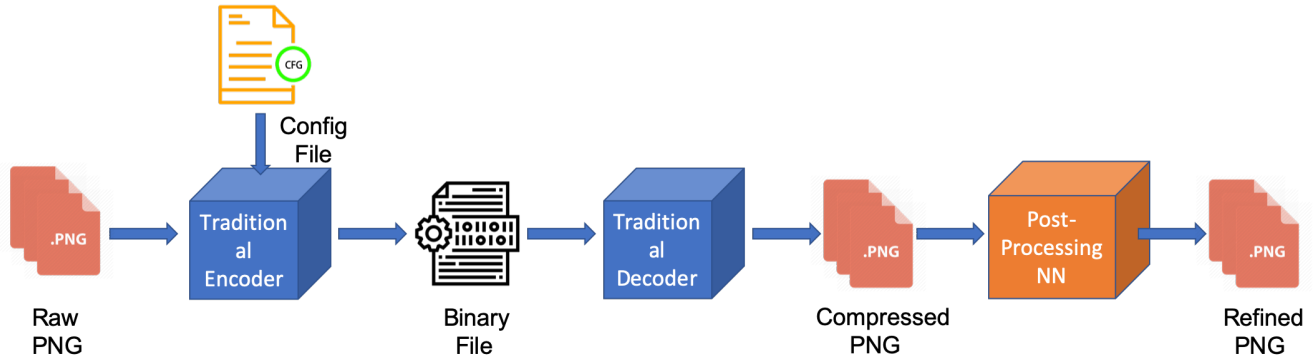 CFG
Config
File
.PNG
Tradition
al
Encoder
Tradition
al
Decoder
.PNG
Post-
Processing
NN
.PNG
Raw
PNG
Binary
File
Compressed
PNG
Refined
PNG